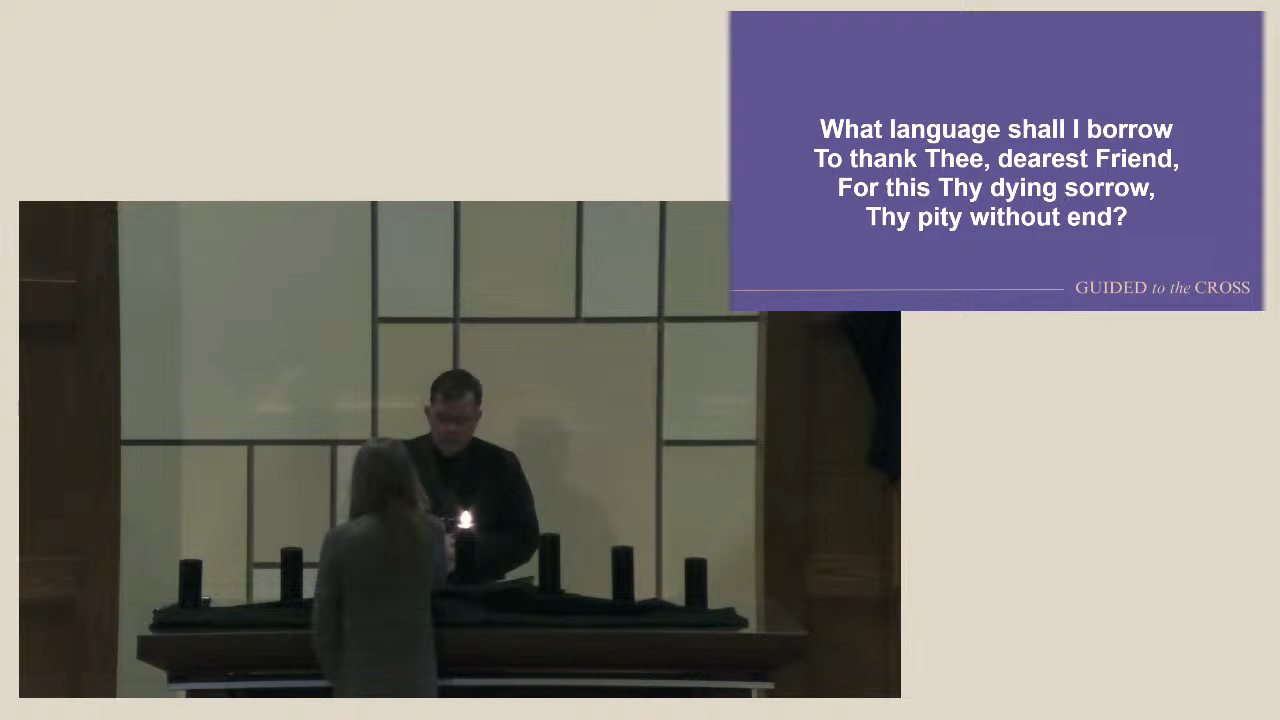 What language shall I borrow
To thank Thee, dearest Friend,
For this Thy dying sorrow,
Thy pity without end?
GUIDED to the CROSS